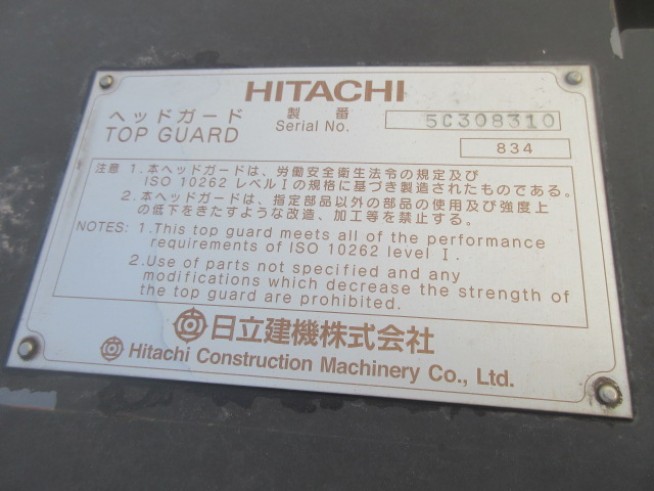 HITACHI
ヘッドガード 製番 5C308310
TOP GUARD Serial No.
834
注意 1.本ヘッドガードは、労働安全衛生法令の規定及び
ISO 10262 レベルⅠの規格に基づき製造されたものである。
2.本ヘッドガードは、指定部品以外の部品の使用及び強度上
の低下をきたすような改造、加工等を禁止する。
NOTES: 1.This top guard meets all of the performance
requirements of ISO 10262 level Ⅰ.
2.Use of parts not specified and any
modifications which decrease the strength of
the top guard are prohibited.
日立建機株式会社
Hitachi Construction Machinery Co., Ltd.